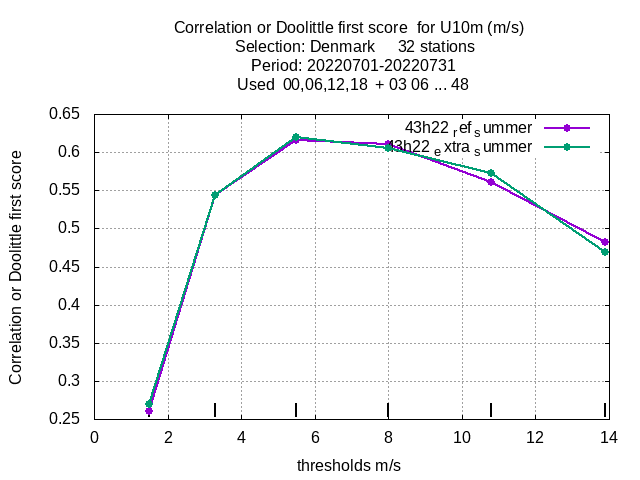 Correlation or Doolittle first score  for U10m (m/s)
Selection: Denmark     32 stations
Period: 20220701-20220731
Used  00,06,12,18  + 03 06 ... 48
43h22 ref summer
43h22 extra summer
Correlation or Doolittle first score
0.65
0.6
0.55
0.5
0.45
0.4
0.35
0.3
0.25
0 2 4 6 8 10 12 14
thresholds m/s